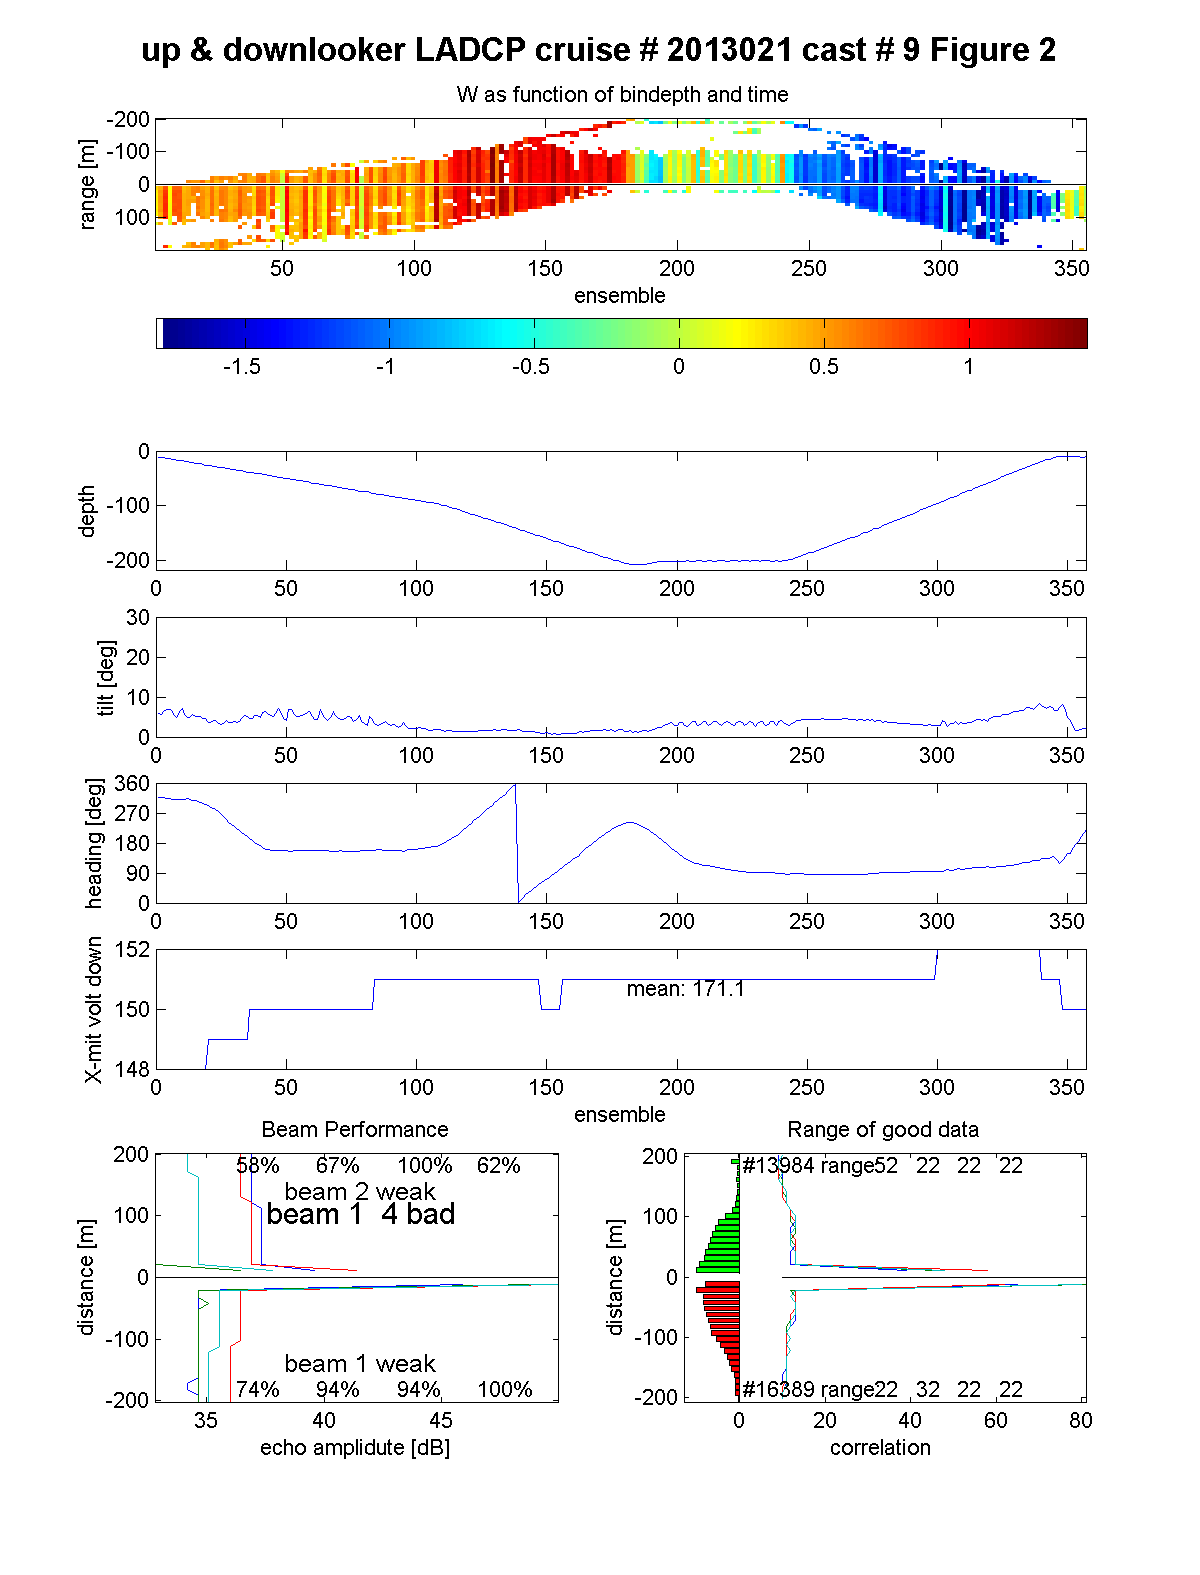 up & downlooker LADCP cruise # 2013021 cast # 9 Figure 2
W as function of bindepth and time
range [m]
-200
-100
0
100
50 100 150 200 250 300 350
ensemble
-1.5 -1 -0.5 0 0.5 1
depth
0
-100
-200
0 50 100 150 200 250 300 350
tilt [deg]
30
20
10
0
0 50 100 150 200 250 300 350
heading [deg]
360
270
180
90
0
0 50 100 150 200 250 300 350
X-mit volt down
152
150
148
mean: 171.1
0 50 100 150 200 250 300 350
ensemble
Beam Performance
distance [m]
200
100
0
-100
-200
58% 67% 100% 62%
beam 2 weak
beam 1 4 bad
beam 1 weak
74% 94% 94% 100%
35 40 45
echo amplidute [dB]
Range of good data
distance [m]
200
100
0
-100
-200
#13984 range52 22 22 22
#16389 range22 32 22 22
0 20 40 60 80
correlation